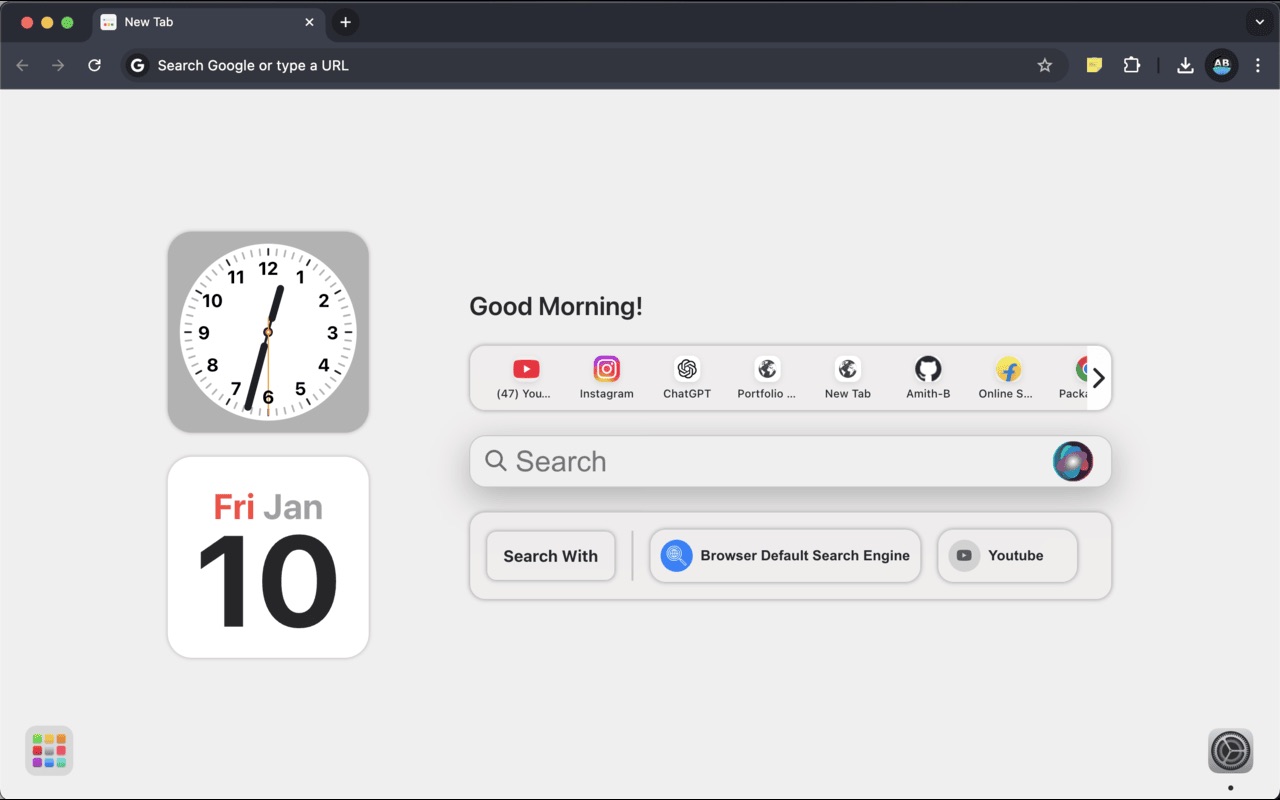 New Tab
Search Google or type a URL
AB
12
11 1
10 2
9 3
8 4
7 5
6
Good Morning!
(47) You... Instagram ChatGPT Portfolio ... New Tab Amith-B Online S... Packa
Search
Fri Jan
10
Search With Browser Default Search Engine Youtube